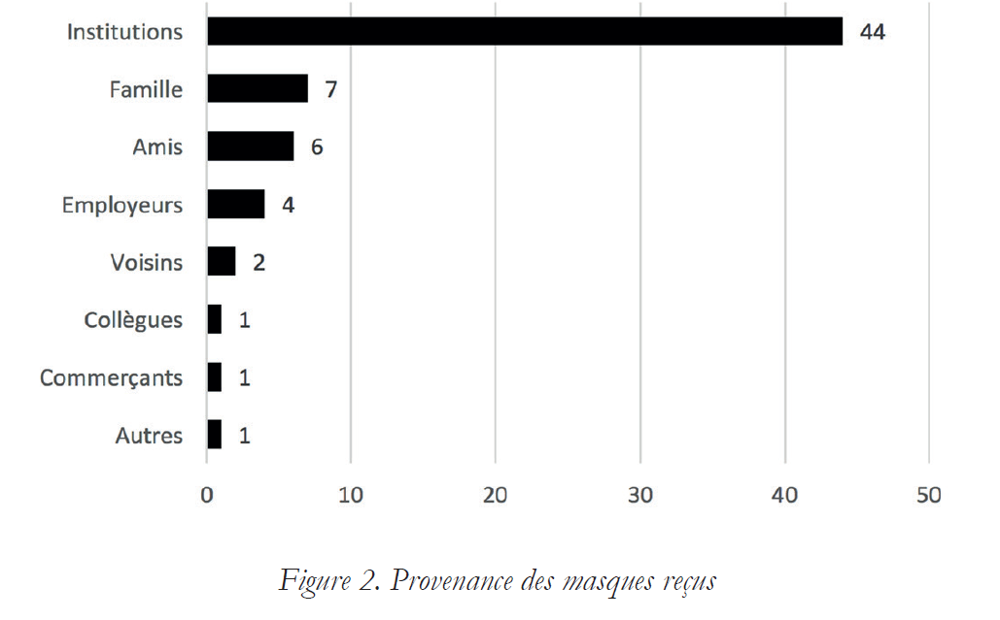 Institutions 44
Famille 7
Amis 6
Employeurs 4
Voisins 2
Collègues 1
Commerçants 1
Autres 1
0 10 20 30 40 50
Figure 2. Provenance des masques reçus